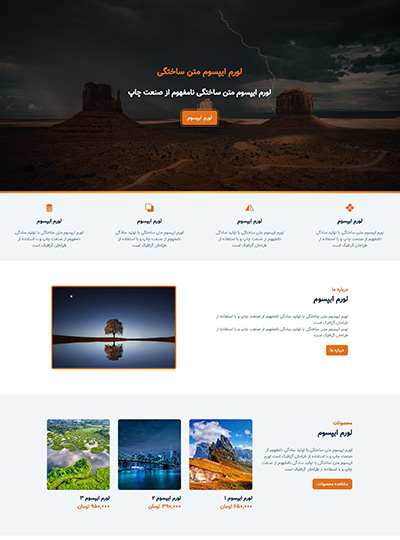 لورم ایپسوم متن ساختگی
لورم ایپسوم متن ساختگی نامفهوم از صنعت چاپ
لورم ایپسوم
لورم ایپسوم
لورم ایپسوم متن ساختگی با تولید سادگی
نامفهوم از صنعت چاپ و با استفاده از
طراحان گرافیک است
لورم ایپسوم
لورم ایپسوم متن ساختگی با تولید سادگی
نامفهوم از صنعت چاپ و با استفاده از
طراحان گرافیک است
لورم ایپسوم
لورم ایپسوم متن ساختگی با تولید سادگی
نامفهوم از صنعت چاپ و با استفاده از
طراحان گرافیک است
لورم ایپسوم
لورم ایپسوم متن ساختگی با تولید سادگی
نامفهوم از صنعت چاپ و با استفاده از
طراحان گرافیک است
درباره ما
لورم ایپسوم
لورم ایپسوم متن ساختگی با تولید سادگی نامفهوم از صنعت چاپ و با استفاده از
طراحان گرافیک است
لورم ایپسوم متن ساختگی با تولید سادگی نامفهوم از صنعت چاپ و با استفاده از
طراحان گرافیک است
درباره ما
محصولات
لورم ایپسوم
لورم ایپسوم متن ساختگی با تولید سادگی
نامفهوم از صنعت چاپ و با استفاده از
طراحان گرافیک است لورم
ایپسوم متن ساختگی با تولید سادگی نامفهوم از صنعت
چاپ و با استفاده از طراحان گرافیک است
مشاهده محصولات
لورم ایپسوم ۱
۶۵۰,۰۰۰ تومان
لورم ایپسوم ۲
۳۹۰,۰۰۰ تومان
لورم ایپسوم ۳
۹۵۰,۰۰۰ تومان